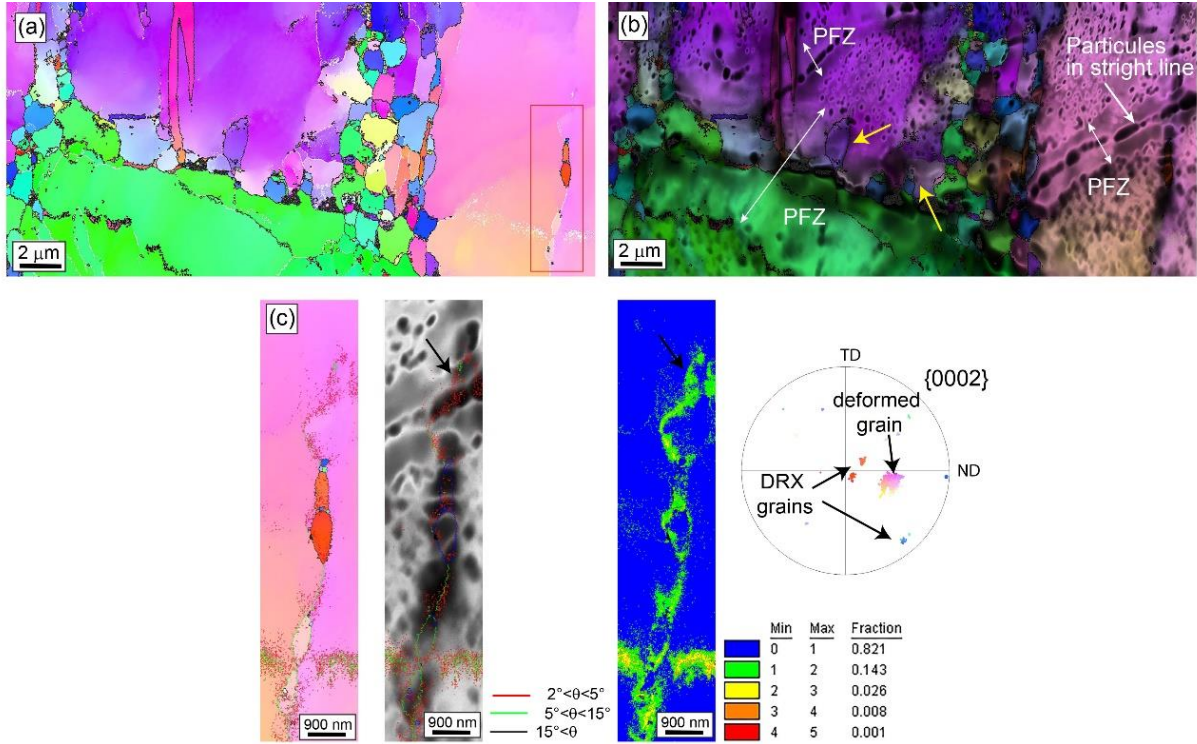 (a)
2 μm
(b)
PFZ
Particules
in stright line
PFZ
PFZ
2 μm
(c)
900 nm
900 nm
2°<θ<5°
5°<θ<15°
15°<θ
900 nm
TD
{0002}
deformed
grain
ND
DRX
grains
Min Max Fraction
0 1 0.821
1 2 0.143
2 3 0.026
3 4 0.008
4 5 0.001